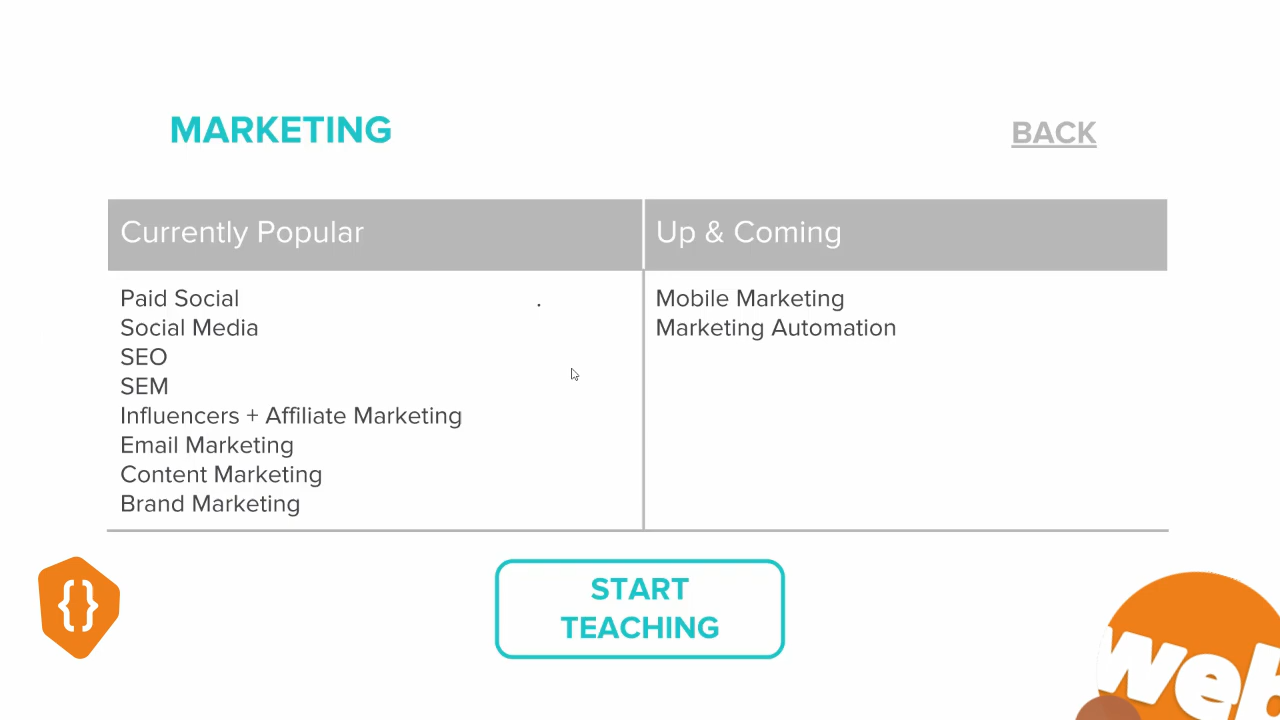 MARKETING
BACK
Currently Popular
Up & Coming
Paid Social .
Social Media
SEO
SEM
Influencers + Affiliate Marketing
Email Marketing
Content Marketing
Brand Marketing
Mobile Marketing
Marketing Automation
START
TEACHING
{}
web